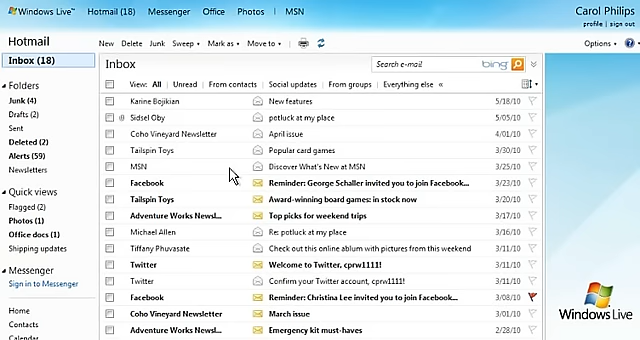 Windows Live™ Hotmail (18) Messenger Office Photos | MSN
Carol Philips
profile | sign out
Hotmail
New Delete Junk Sweep Mark as Move to
Options
Inbox (18)
Inbox
Search e-mail bing
View: All Unread From contacts Social updates From groups Everything else «
Folders
Junk (4)
Drafts (2)
Sent
Deleted (2)
Alerts (59)
Newsletters
Quick views
Flagged (2)
Photos (1)
Office docs (1)
Shipping updates
Messenger
Sign in to Messenger
Home
Contacts
Calendar
Karine Bojikian New features 5/18/10
Sidsel Oby potluck at my place 5/05/10
Coho Vineyard Newsletter April issue 4/01/10
Tailspin Toys Popular card games 3/30/10
MSN Discover What's New at MSN 3/25/10
Facebook Reminder: George Schaller invited you to join Facebook... 3/23/10
Tailspin Toys Award-winning board games: in stock now 3/20/10
Adventure Works Newsl... Top picks for weekend trips 3/17/10
Michael Allen Re: potluck at my place 3/16/10
Tiffany Phuvasate Check out this online ablum with pictures from this weekend 3/11/10
Twitter Welcome to Twitter, cprw1111! 3/11/10
Twitter Confirm your Twitter account, cprw1111! 3/11/10
Facebook Reminder: Christina Lee invited you to join Facebook... 3/08/10
Coho Vineyard Newsletter March issue 3/01/10
Adventure Works Newsl... Emergency kit must-haves 2/28/10
Windows Live